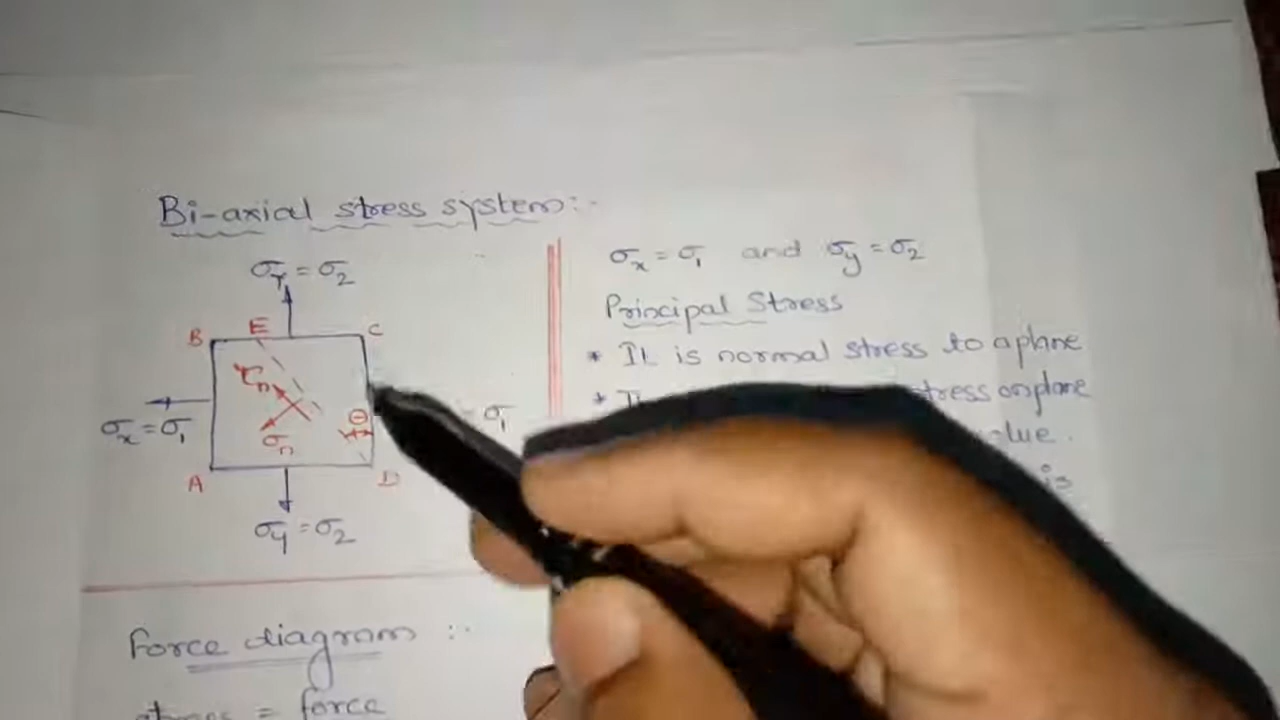 Bi-axial stress system:-
σy = σ2
B E C
τn
θ
σx = σ1
σn
σ1
A D
σy = σ2
σx = σ1 and σy = σ2
Principal Stress
* It is normal stress to a plane
* stress on plane
is
Force diagram :-
stress = force